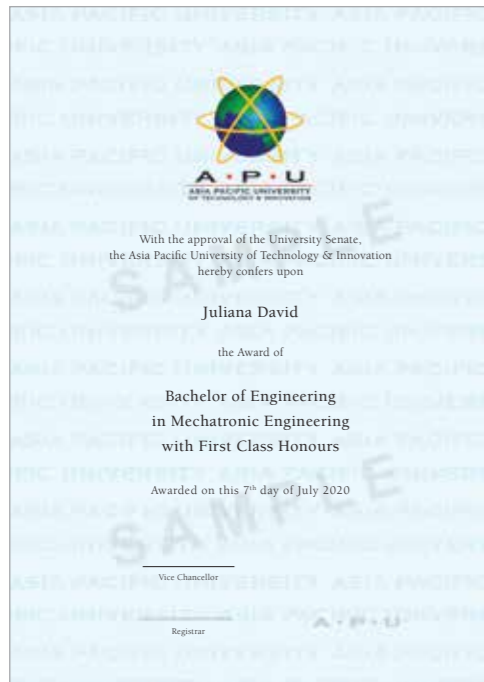 A • P • U
ASIA PACIFIC UNIVERSITY
OF TECHNOLOGY & INNOVATION
With the approval of the University Senate,
the Asia Pacific University of Technology & Innovation
hereby confers upon
SAMPLE
Juliana David
the Award of
Bachelor of Engineering
in Mechatronic Engineering
with First Class Honours
Awarded on this 7th day of July 2020
SAMPLE
Vice Chancellor
Registrar
A • P • U